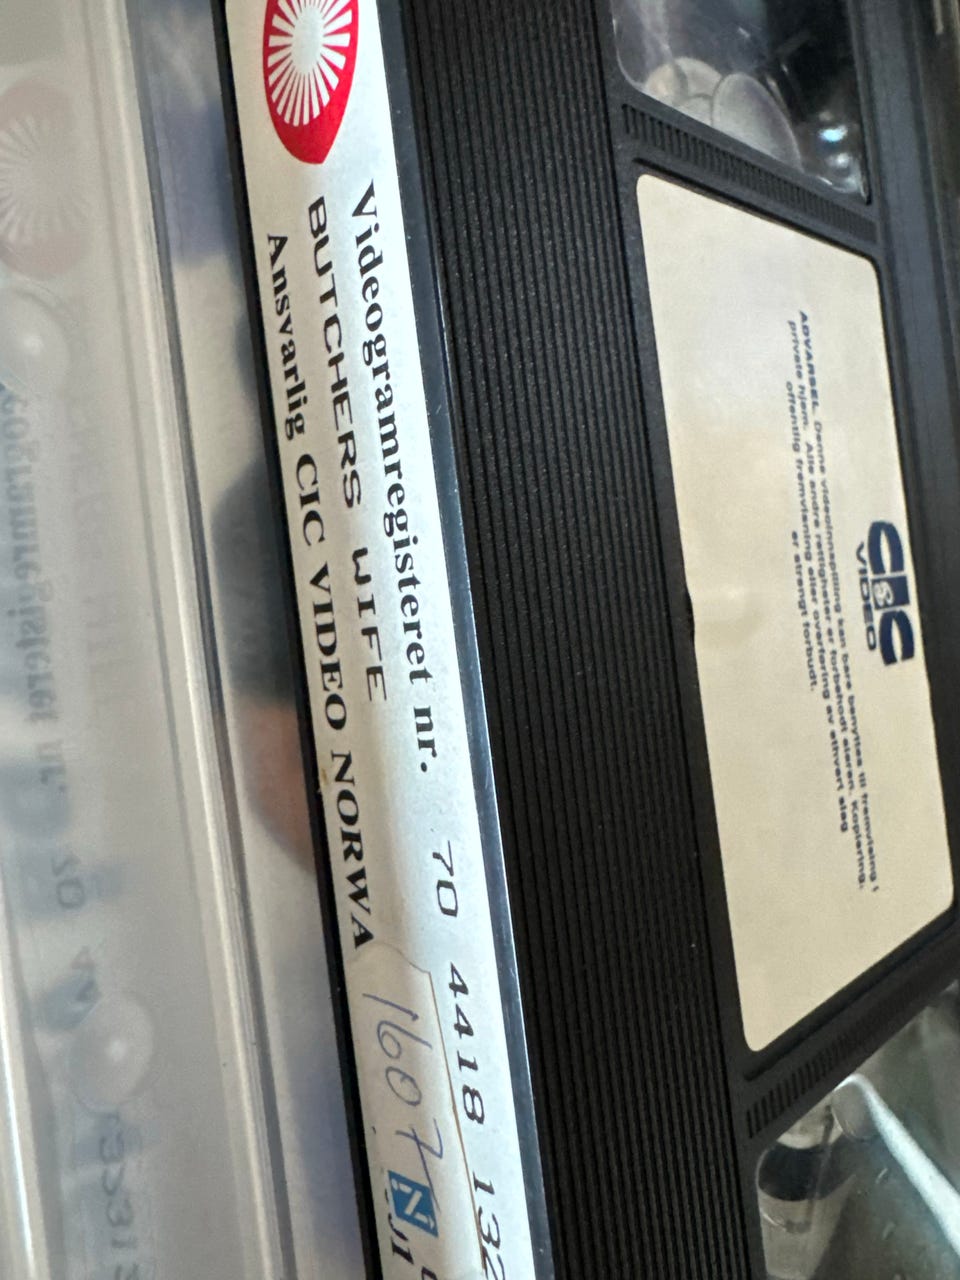 Videogramregisteret nr. 70 4418 132
BUTCHERS WIFE
Ansvarlig CIC VIDEO NORWA
1607
N
CIC
VIDEO
ADVARSEL. Denne videoinnspilling kan bare benyttes til fremvisning i
private hjem. Alle andre rettigheter er forbeholdt eieren. Kopiering,
offentlig fremvisning eller overføring av ethvert slag
er strengt forbudt.